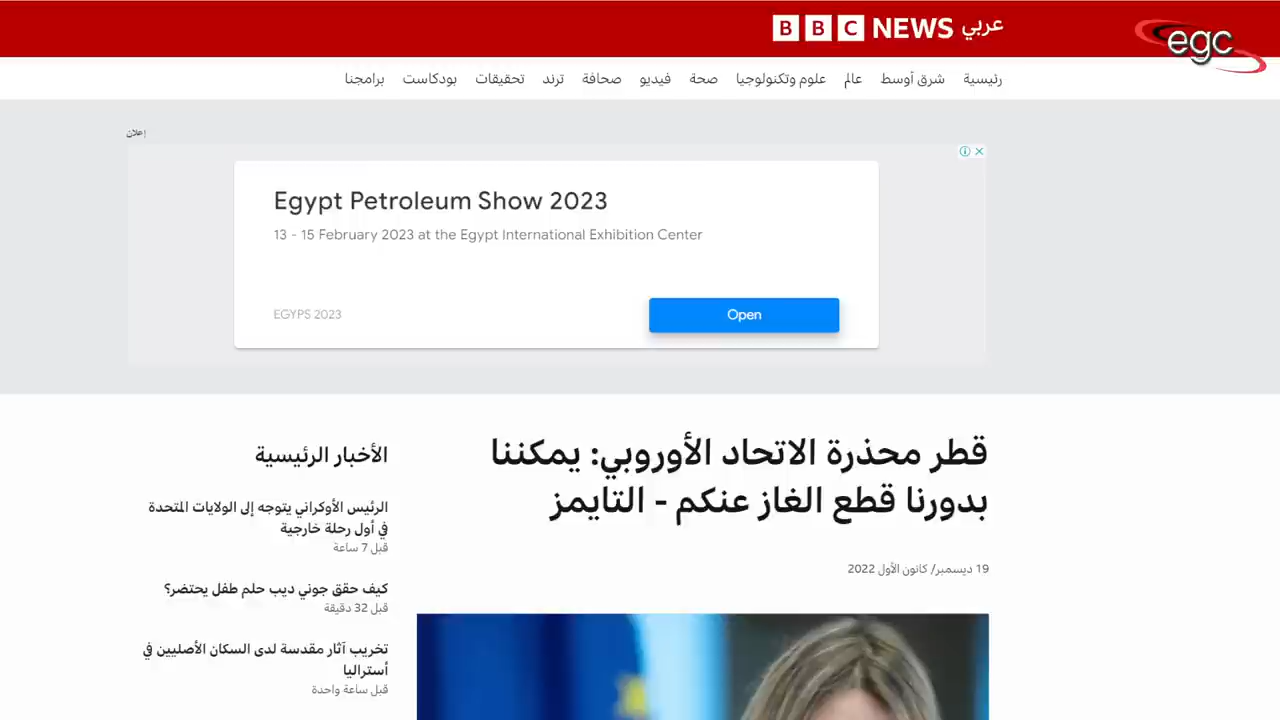 BBC NEWS عربي
egc
رئيسية شرق أوسط عالم علوم وتكنولوجيا صحة فيديو صحافة ترند تحقيقات بودكاست برامجنا
إعلان
Egypt Petroleum Show 2023
13 - 15 February 2023 at the Egypt International Exhibition Center
EGYPS 2023
Open
قطر محذرة الاتحاد الأوروبي: يمكننا
بدورنا قطع الغاز عنكم - التايمز
19 ديسمبر/ كانون الأول 2022
الأخبار الرئيسية
الرئيس الأوكراني يتوجه إلى الولايات المتحدة
في أول رحلة خارجية
قبل 7 ساعة
كيف حقق جوني ديب حلم طفل يحتضر؟
قبل 32 دقيقة
تخريب آثار مقدسة لدى السكان الأصليين في
أستراليا
قبل ساعة واحدة